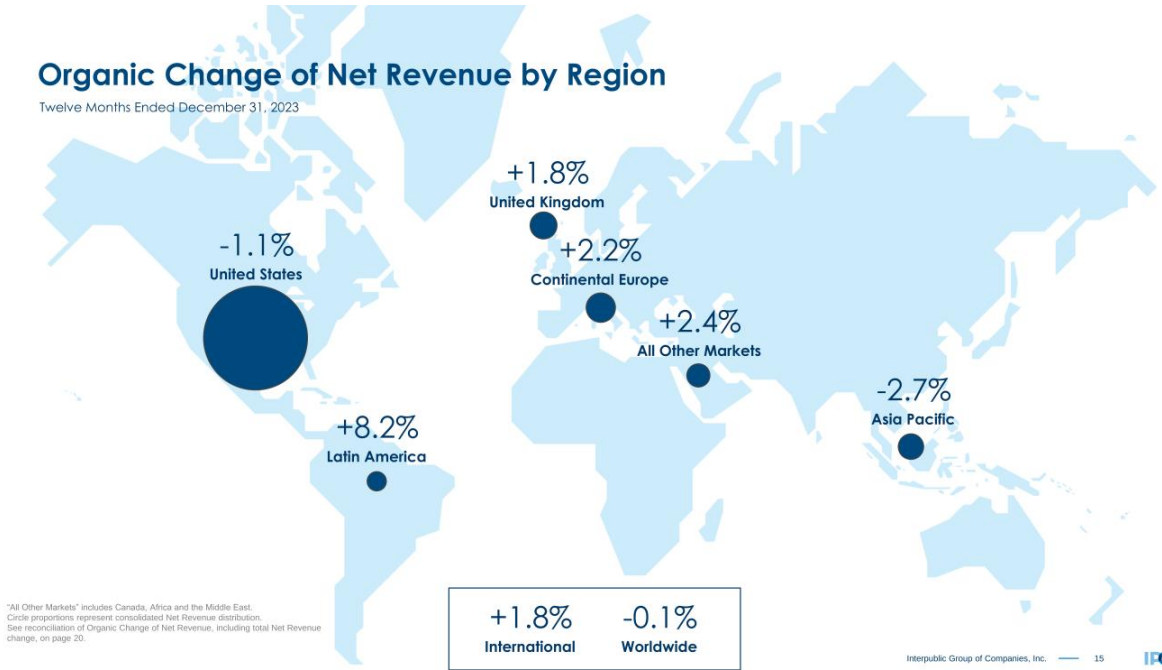 Organic Change of Net Revenue by Region
Twelve Months Ended December 31, 2023
+1.8%
United Kingdom
-1.1%
United States
+2.2%
Continental Europe
+2.4%
All Other Markets
-2.7%
Asia Pacific
+8.2%
Latin America
"All Other Markets" includes Canada, Africa and the Middle East.
Circle proportions represent consolidated Net Revenue distribution.
See reconciliation of Organic Change of Net Revenue, including total Net Revenue
change, on page 20.
+1.8%
International
-0.1%
Worldwide
Interpublic Group of Companies, Inc.
15